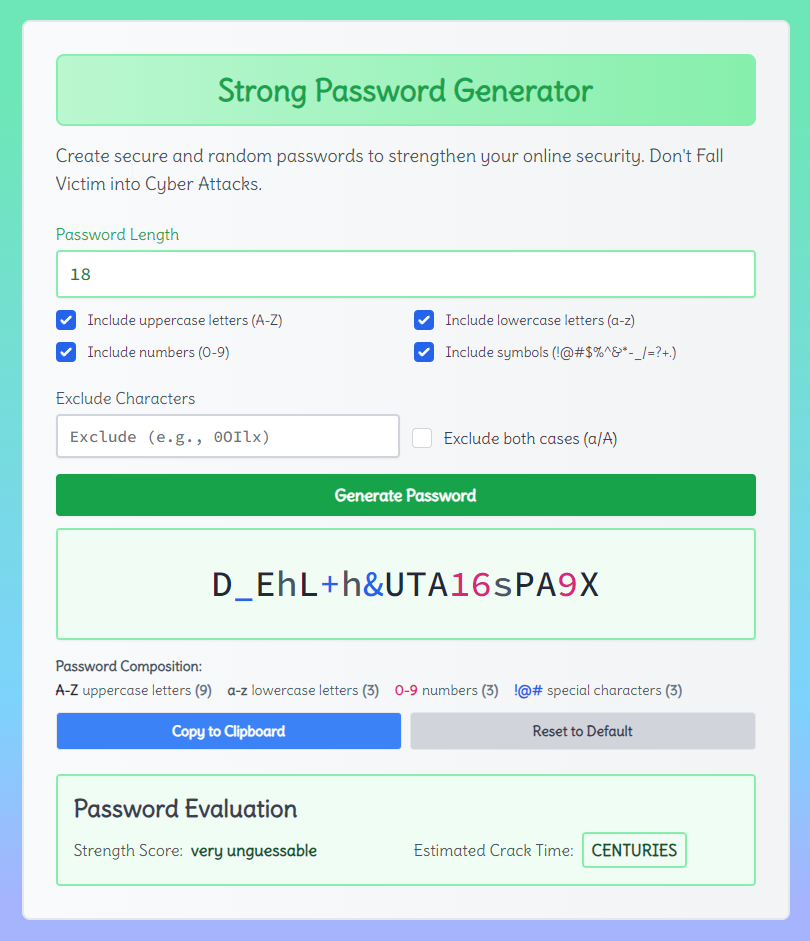 Strong Password Generator
Create secure and random passwords to strengthen your online security. Don't Fall
Victim into Cyber Attacks.
Password Length
18
Include uppercase letters (A-Z)
Include lowercase letters (a-z)
Include numbers (0-9)
Include symbols (!@#$%^&*-_/=?+.)
Exclude Characters
Exclude (e.g., 0OIlx)
Exclude both cases (a/A)
Generate Password
D_EhL+h&UTA16sPA9X
Password Composition:
A-Z uppercase letters (9) a-z lowercase letters (3) 0-9 numbers (3) !@# special characters (3)
Copy to Clipboard
Reset to Default
Password Evaluation
Strength Score: very unguessable
Estimated Crack Time: CENTURIES